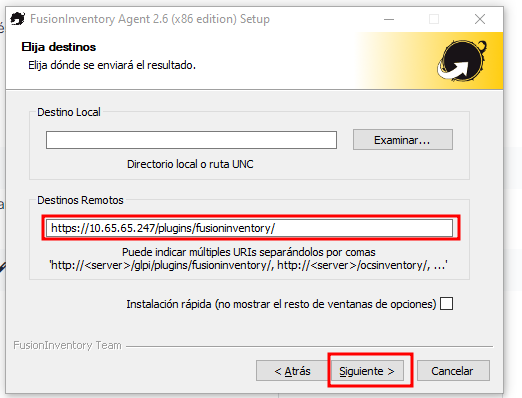 FusionInventory Agent 2.6 (x86 edition) Setup
Elija destinos
Elija dónde se enviará el resultado.
Destino Local
Examinar...
Directorio local o ruta UNC
Destinos Remotos
https://10.65.65.247/plugins/fusioninventory/
Puede indicar múltiples URIs separándolos por comas
'http://<server>/glpi/plugins/fusioninventory/, http://<server>/ocsinventory/, ...'
Instalación rápida (no mostrar el resto de ventanas de opciones)
FusionInventory Team
< Atrás
Siguiente >
Cancelar